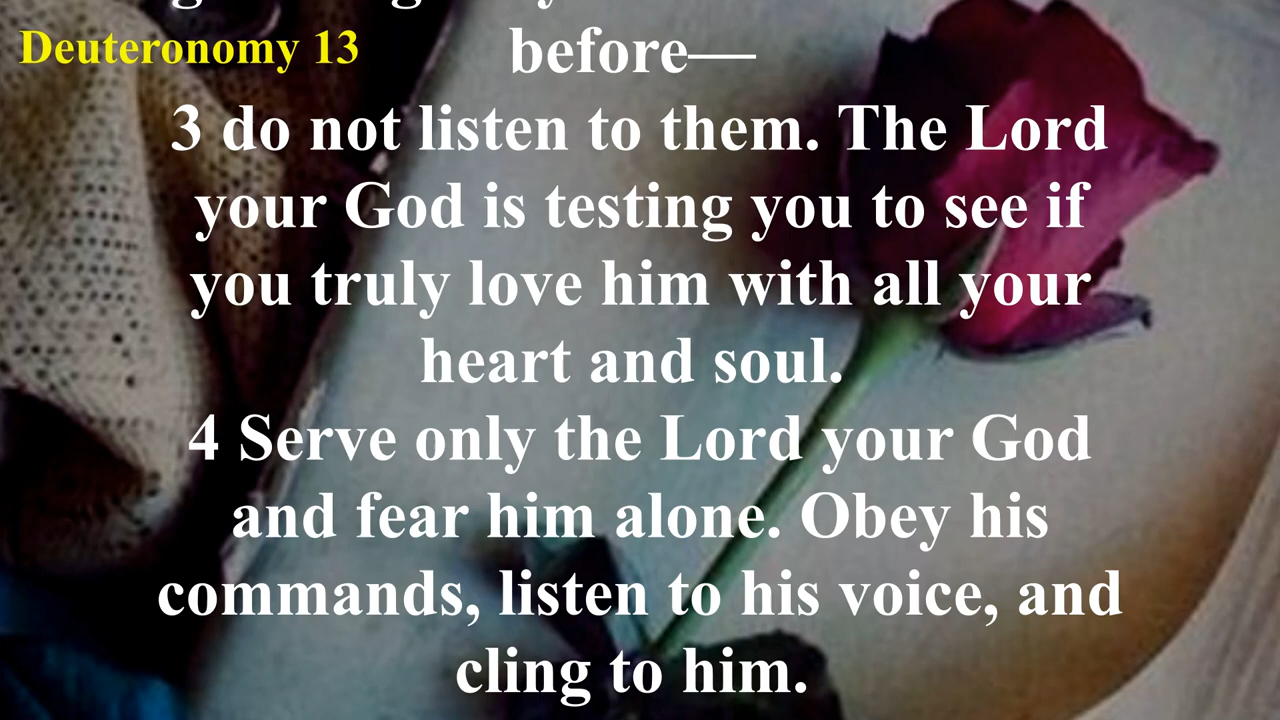 Deuteronomy 13
before—
3 do not listen to them. The Lord
your God is testing you to see if
you truly love him with all your
heart and soul.
4 Serve only the Lord your God
and fear him alone. Obey his
commands, listen to his voice, and
cling to him.